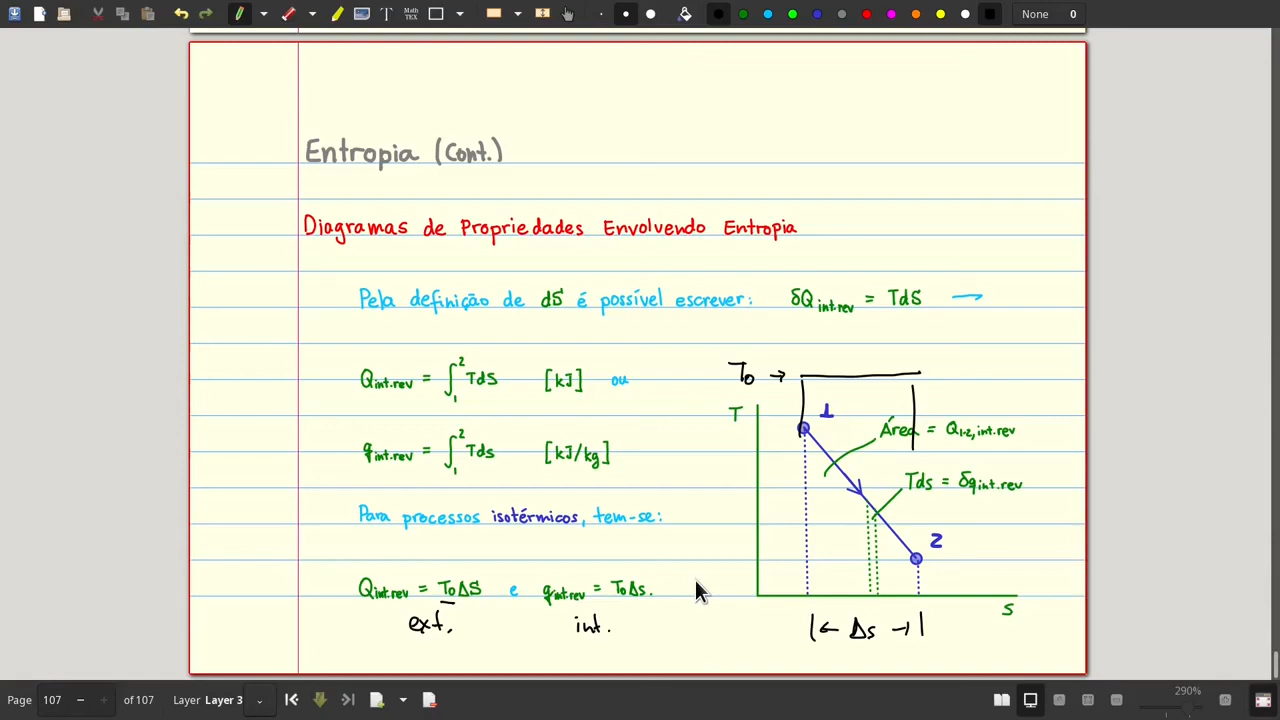 T
MATH TEX
None 0
Entropia (Cont.)
Diagramas de Propriedades Envolvendo Entropia
Pela definição de dS é possível escrever: δQint.rev = TdS →
Qint.rev = ∫₁² TdS [kJ] ou
qint.rev = ∫₁² Tds [kJ/kg]
Para processos isotérmicos, tem-se:
Qint.rev = T₀ΔS e qint.rev = T₀Δs.
ext. int.
T₀ →
T
1
Área = Q1-2,int.rev
Tds = δqint.rev
2
s
|← Δs →|
Page 107 of 107 Layer Layer 3
290%